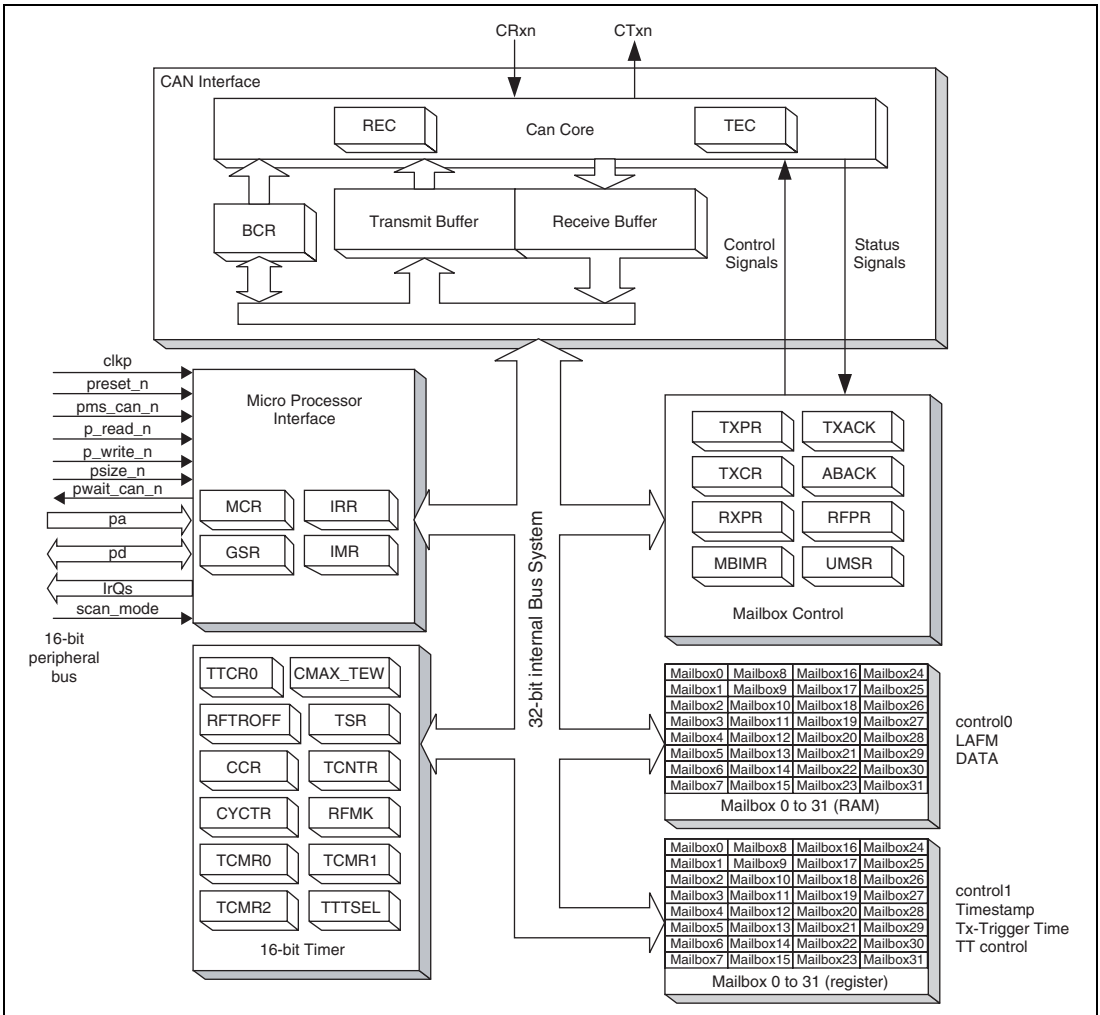 CRxn
CTxn
CAN Interface
REC
Can Core
TEC
BCR
Transmit Buffer
Receive Buffer
Control
Signals
Status
Signals
clkp
preset_n
pms_can_n
p_read_n
p_write_n
psize_n
pwait_can_n
pa
pd
IrQs
scan_mode
16-bit
peripheral
bus
Micro Processor
Interface
MCR
IRR
GSR
IMR
32-bit internal Bus System
TXPR
TXACK
TXCR
ABACK
RXPR
RFPR
MBIMR
UMSR
Mailbox Control
TTCR0
CMAX_TEW
RFTROFF
TSR
CCR
TCNTR
CYCTR
RFMK
TCMR0
TCMR1
TCMR2
TTTSEL
16-bit Timer
Mailbox0 Mailbox8 Mailbox16 Mailbox24
Mailbox1 Mailbox9 Mailbox17 Mailbox25
Mailbox2 Mailbox10 Mailbox18 Mailbox26
Mailbox3 Mailbox11 Mailbox19 Mailbox27
Mailbox4 Mailbox12 Mailbox20 Mailbox28
Mailbox5 Mailbox13 Mailbox21 Mailbox29
Mailbox6 Mailbox14 Mailbox22 Mailbox30
Mailbox7 Mailbox15 Mailbox23 Mailbox31
Mailbox 0 to 31 (RAM)
control0
LAFM
DATA
Mailbox0 Mailbox8 Mailbox16 Mailbox24
Mailbox1 Mailbox9 Mailbox17 Mailbox25
Mailbox2 Mailbox10 Mailbox18 Mailbox26
Mailbox3 Mailbox11 Mailbox19 Mailbox27
Mailbox4 Mailbox12 Mailbox20 Mailbox28
Mailbox5 Mailbox13 Mailbox21 Mailbox29
Mailbox6 Mailbox14 Mailbox22 Mailbox30
Mailbox7 Mailbox15 Mailbox23 Mailbox31
Mailbox 0 to 31 (register)
control1
Timestamp
Tx-Trigger Time
TT control